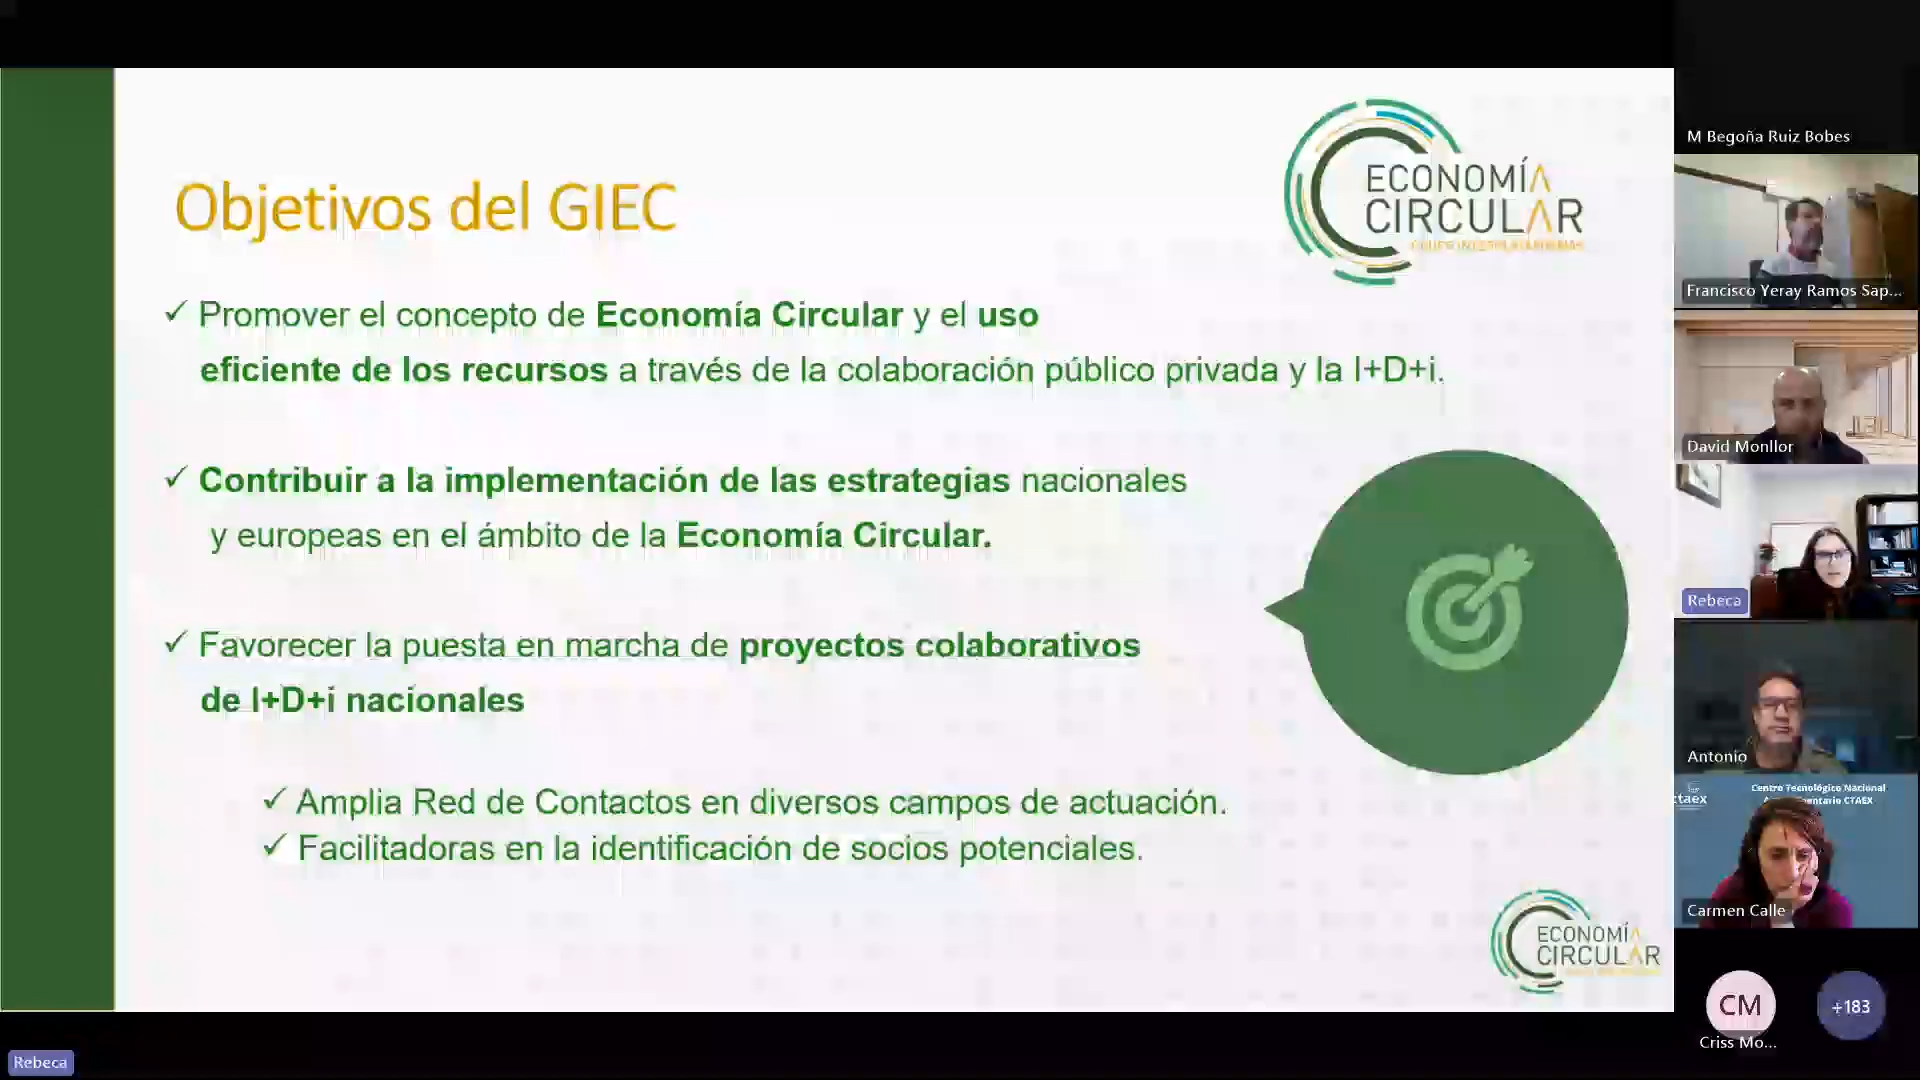 Objetivos del GIEC
ECONOMÍA
CIRCULAR
✓ Promover el concepto de Economía Circular y el uso
eficiente de los recursos a través de la colaboración público privada y la I+D+i.
✓ Contribuir a la implementación de las estrategias nacionales
y europeas en el ámbito de la Economía Circular.
✓ Favorecer la puesta en marcha de proyectos colaborativos
de I+D+i nacionales
✓ Amplia Red de Contactos en diversos campos de actuación.
✓ Facilitadoras en la identificación de socios potenciales.
ECONOMÍA
CIRCULAR
M Begoña Ruiz Bobes
Francisco Yeray Ramos Sap...
David Monllor
Rebeca
Antonio
ctaex
Centro Tecnológico Nacional
CTAEX
Carmen Calle
CM
+183
Criss Mo...
Rebeca